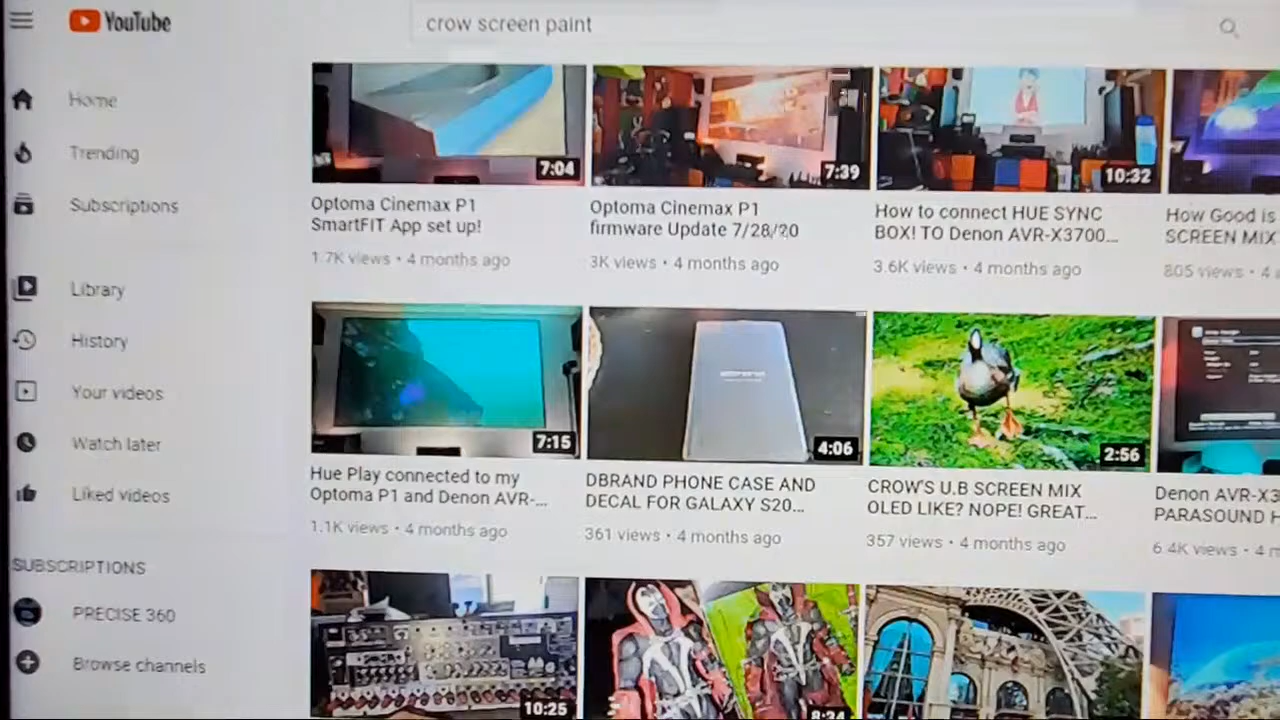 YouTube
crow screen paint
Home
Trending
Subscriptions
Library
History
Your videos
Watch later
Liked videos
SUBSCRIPTIONS
PRECISE 360
Browse channels
7:04
7:39
10:32
Optoma Cinemax P1
SmartFIT App set up!
1.7K views • 4 months ago
Optoma Cinemax P1
firmware Update 7/28/20
3K views • 4 months ago
How to connect HUE SYNC
BOX! TO Denon AVR-X3700...
3.6K views • 4 months ago
How Good is
SCREEN MIX
805 views • 4
7:15
4:06
2:56
Hue Play connected to my
Optoma P1 and Denon AVR-...
1.1K views • 4 months ago
DBRAND PHONE CASE AND
DECAL FOR GALAXY S20...
361 views • 4 months ago
CROW'S U.B SCREEN MIX
OLED LIKE? NOPE! GREAT...
357 views • 4 months ago
Denon AVR-X3
PARASOUND H
6.4K views • 4 m
10:25
8:34